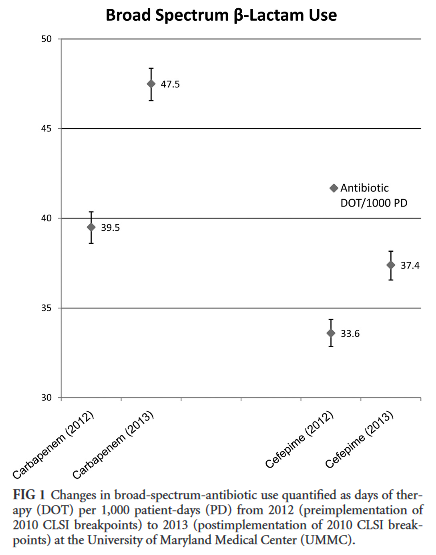 Broad Spectrum β-Lactam Use
50
47.5
45
Antibiotic
DOT/1000 PD
40
39.5
37.4
35
33.6
30
Carbapenem (2012)
Carbapenem (2013)
Cefepime (2012)
Cefepime (2013)
FIG 1 Changes in broad-spectrum-antibiotic use quantified as days of ther-
apy (DOT) per 1,000 patient-days (PD) from 2012 (preimplementation of
2010 CLSI breakpoints) to 2013 (postimplementation of 2010 CLSI break-
points) at the University of Maryland Medical Center (UMMC).